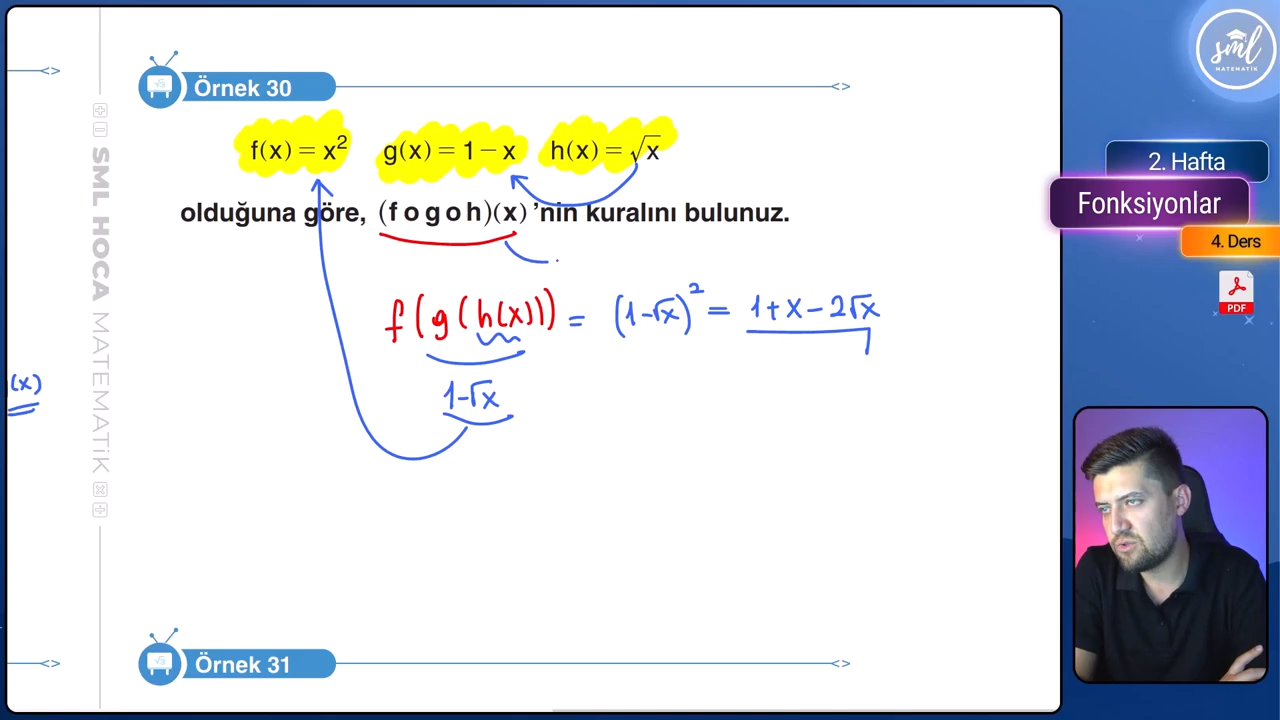 Örnek 30
f(x) = x² g(x) = 1 − x h(x) = √x
olduğuna göre, (f o g o h)(x) 'nin kuralını bulunuz.
f(g(h(x))) = (1-√x)² = 1+x-2√x
1-√x
(x)
SML HOCA MATEMATİK
Örnek 31
sml
MATEMATİK
2. Hafta
Fonksiyonlar
4. Ders
PDF